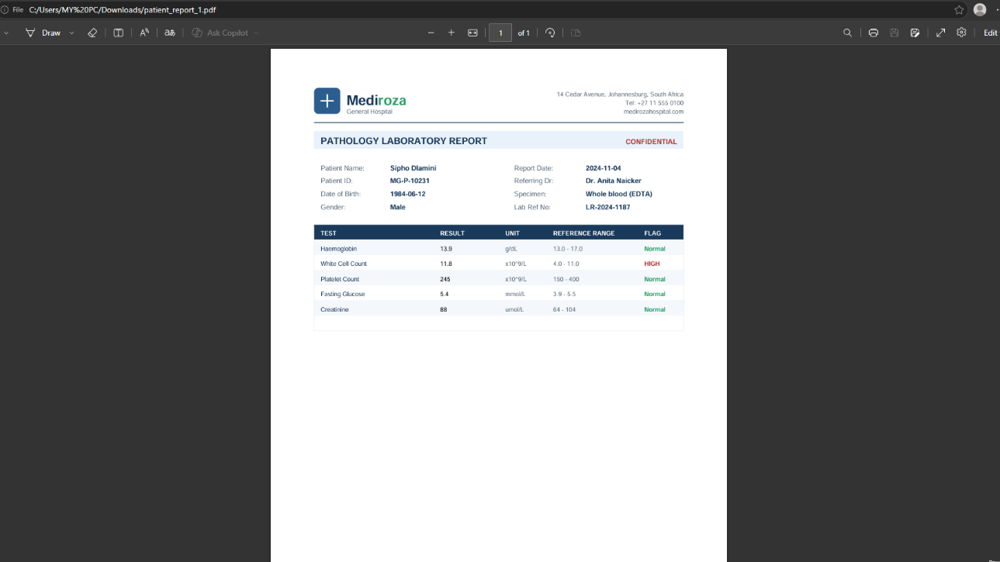 File C:/Users/MY%20PC/Downloads/patient_report_1.pdf
Draw Ask Copilot 1 of 1 Edit
Mediroza
General Hospital
14 Cedar Avenue, Johannesburg, South Africa
Tel: +27 11 555 0100
medirozahospital.com
PATHOLOGY LABORATORY REPORT CONFIDENTIAL
Patient Name: Sipho Dlamini Report Date: 2024-11-04
Patient ID: MG-P-10231 Referring Dr: Dr. Anita Naicker
Date of Birth: 1984-06-12 Specimen: Whole blood (EDTA)
Gender: Male Lab Ref No: LR-2024-1187
TEST RESULT UNIT REFERENCE RANGE FLAG
Haemoglobin 13.9 g/dL 13.0 - 17.0 Normal
White Cell Count 11.8 x10^9/L 4.0 - 11.0 HIGH
Platelet Count 245 x10^9/L 150 - 400 Normal
Fasting Glucose 5.4 mmol/L 3.9 - 5.5 Normal
Creatinine 88 umol/L 64 - 104 Normal